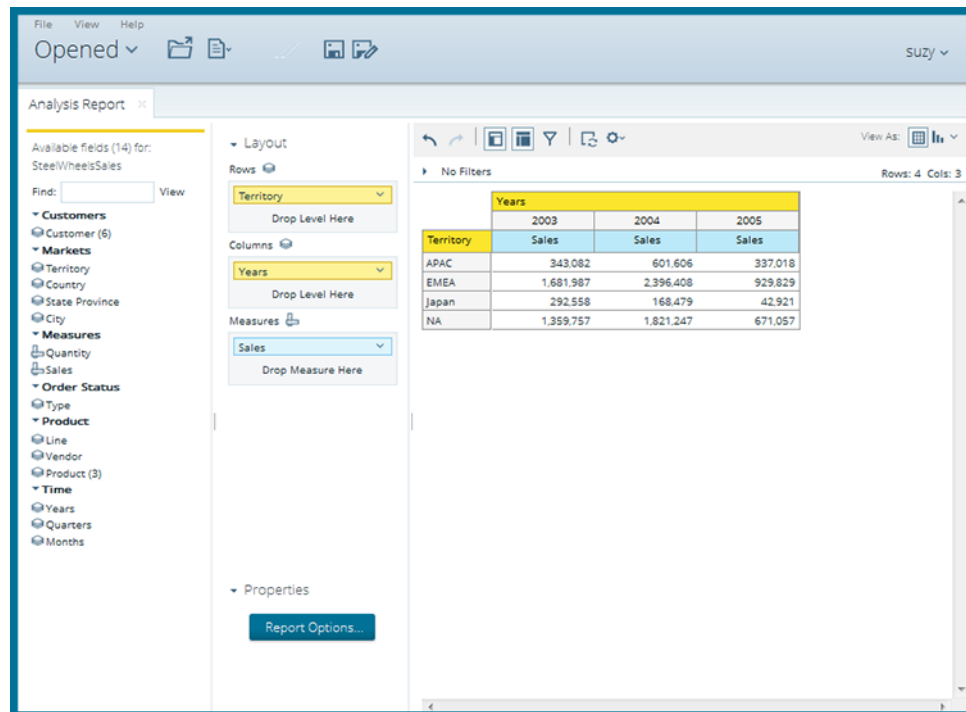 File View Help
Opened
suzy
Analysis Report ×
Available fields (14) for:
SteelWheelsSales
Find: View
Customers
Customer (6)
Markets
Territory
Country
State Province
City
Measures
Quantity
Sales
Order Status
Type
Product
Line
Vendor
Product (3)
Time
Years
Quarters
Months
Layout
Rows
Territory
Drop Level Here
Columns
Years
Drop Level Here
Measures
Sales
Drop Measure Here
Properties
Report Options...
View As:
No Filters
Rows: 4 Cols: 3
Years
2003 2004 2005
Territory Sales Sales Sales
APAC 343,082 601,606 337,018
EMEA 1,681,987 2,396,408 929,829
Japan 292,558 168,479 42,921
NA 1,359,757 1,821,247 671,057